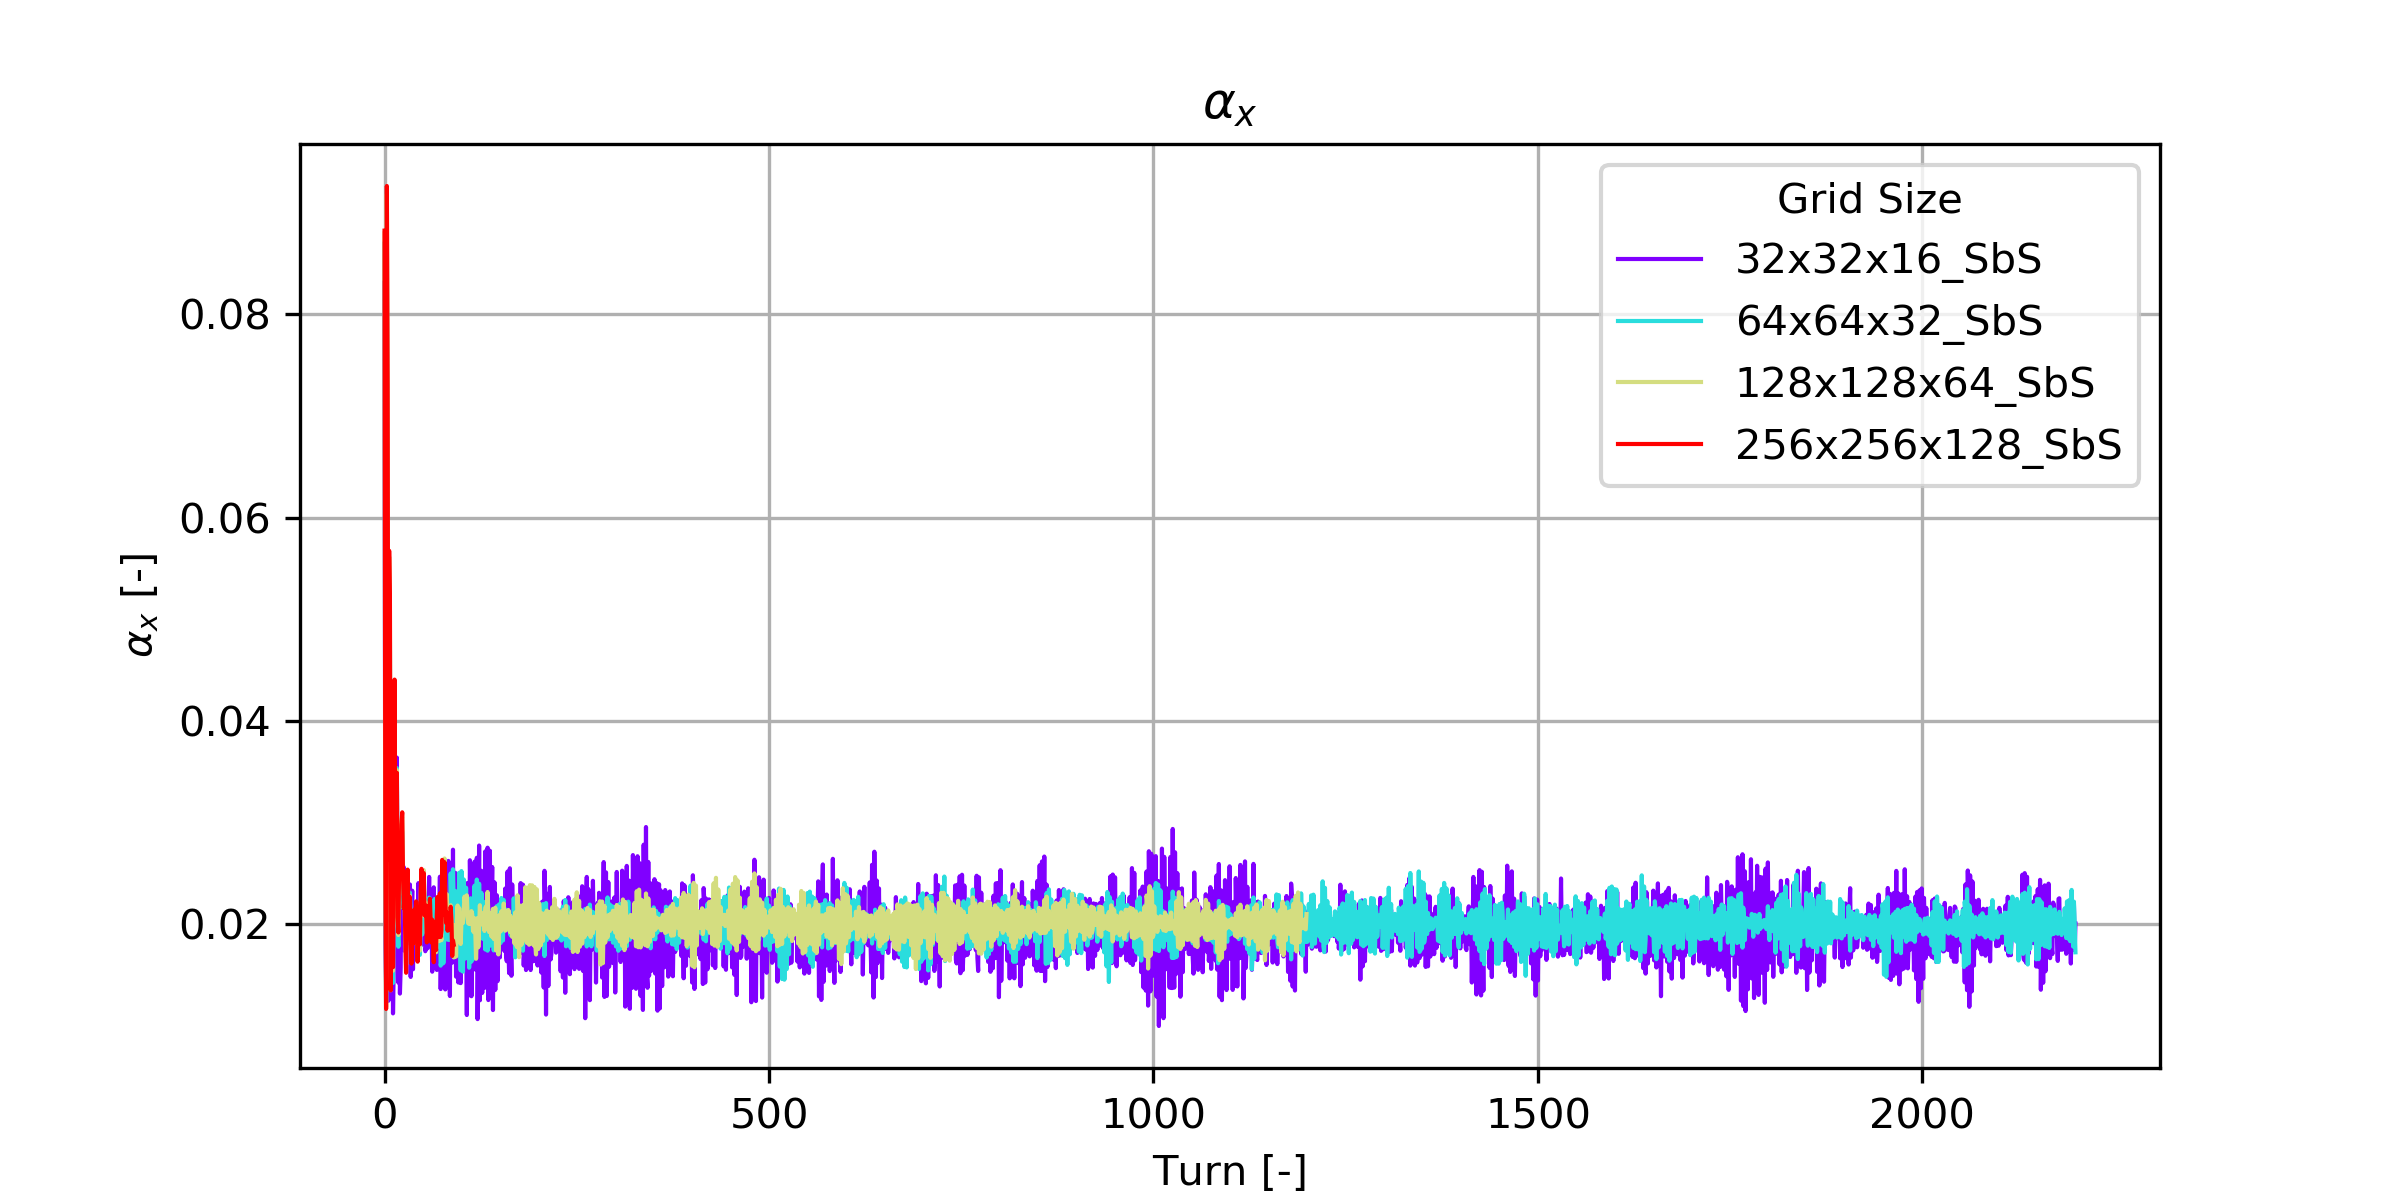 αx
Grid Size
32x32x16_SbS
64x64x32_SbS
128x128x64_SbS
256x256x128_SbS
0.08
0.06
0.04
0.02
αx [-]
0
500
1000
1500
2000
Turn [-]